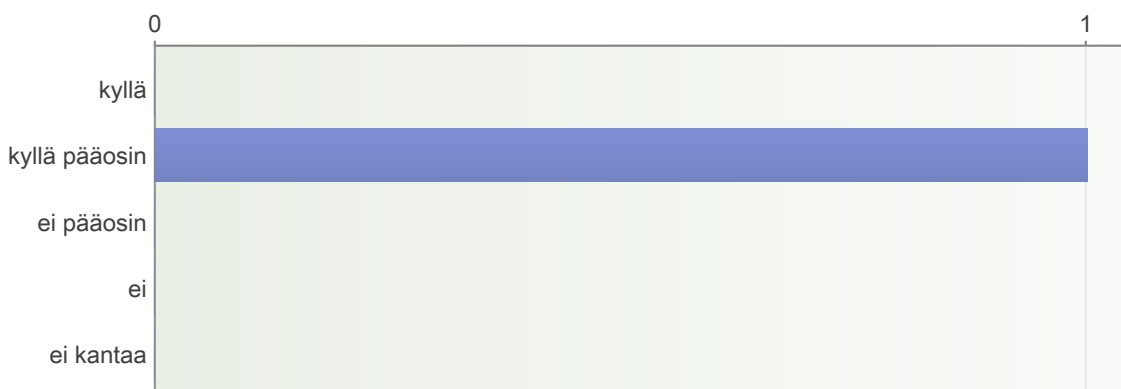 0 1
kyllä
kyllä pääosin
ei pääosin
ei
ei kantaa